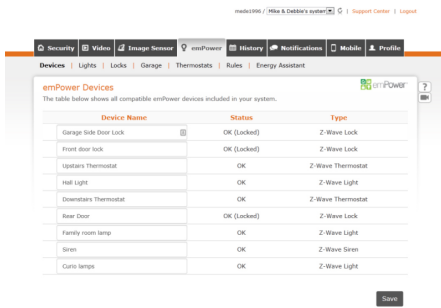 meds1996 / Mike & Debbie's system | Support Center | Logout
Security Video Image Sensor emPower History Notifications Mobile Profile
Devices | Lights | Locks | Garage | Thermostats | Rules | Energy Assistant
emPower Devices
emPower
The table below shows all compatible emPower devices included in your system.
?
Device Name Status Type
Garage Side Door Lock OK (Locked) Z-Wave Lock
Front door lock OK (Locked) Z-Wave Lock
Upstairs Thermostat OK Z-Wave Thermostat
Hall Light OK Z-Wave Light
Downstairs Thermostat OK Z-Wave Thermostat
Rear Door OK (Locked) Z-Wave Lock
Family room lamp OK Z-Wave Light
Siren OK Z-Wave Siren
Curio lamps OK Z-Wave Light
Save